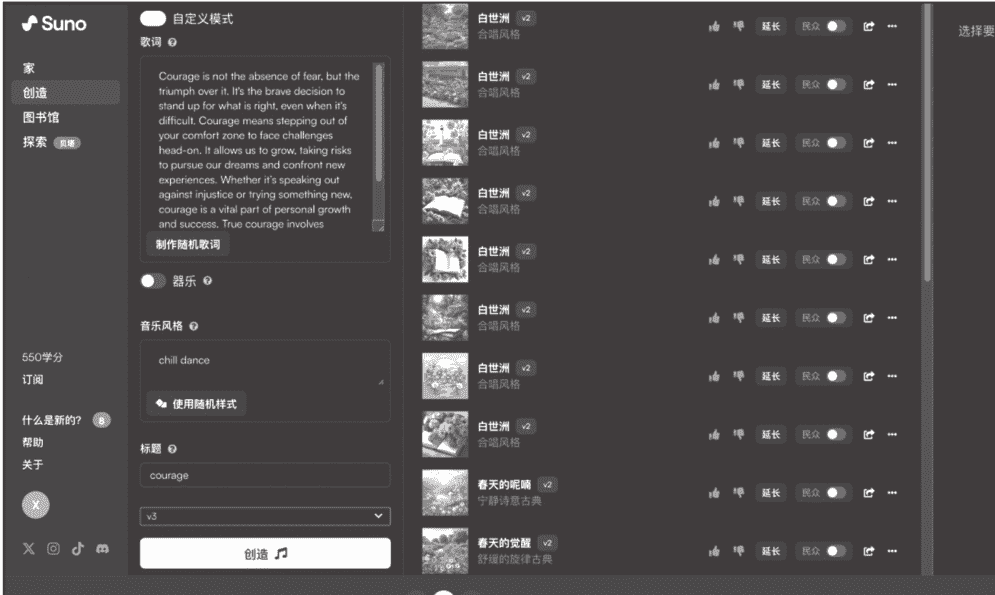 Suno
家
创造
图书馆
探索 贝塔
550学分
订阅
什么是新的? 8
帮助
关于
X
自定义模式
歌词
Courage is not the absence of fear, but the
triumph over it. It's the brave decision to
stand up for what is right, even when it's
difficult. Courage means stepping out of
your comfort zone to face challenges
head-on. It allows us to grow, taking risks
to pursue our dreams and confront new
experiences. Whether it's speaking out
against injustice or trying something new,
courage is a vital part of personal growth
and success. True courage involves
制作随机歌词
器乐
音乐风格
chill dance
使用随机样式
标题
courage
v3
创造
白世洲 v2
合唱风格
延长 民众
白世洲 v2
合唱风格
延长 民众
白世洲 v2
合唱风格
延长 民众
白世洲 v2
合唱风格
延长 民众
白世洲 v2
合唱风格
延长 民众
白世洲 v2
合唱风格
延长 民众
白世洲 v2
合唱风格
延长 民众
白世洲 v2
合唱风格
延长 民众
春天的呢喃 v2
宁静诗意古典
延长 民众
春天的觉醒 v2
舒缓的旋律古典
延长 民众
选择要